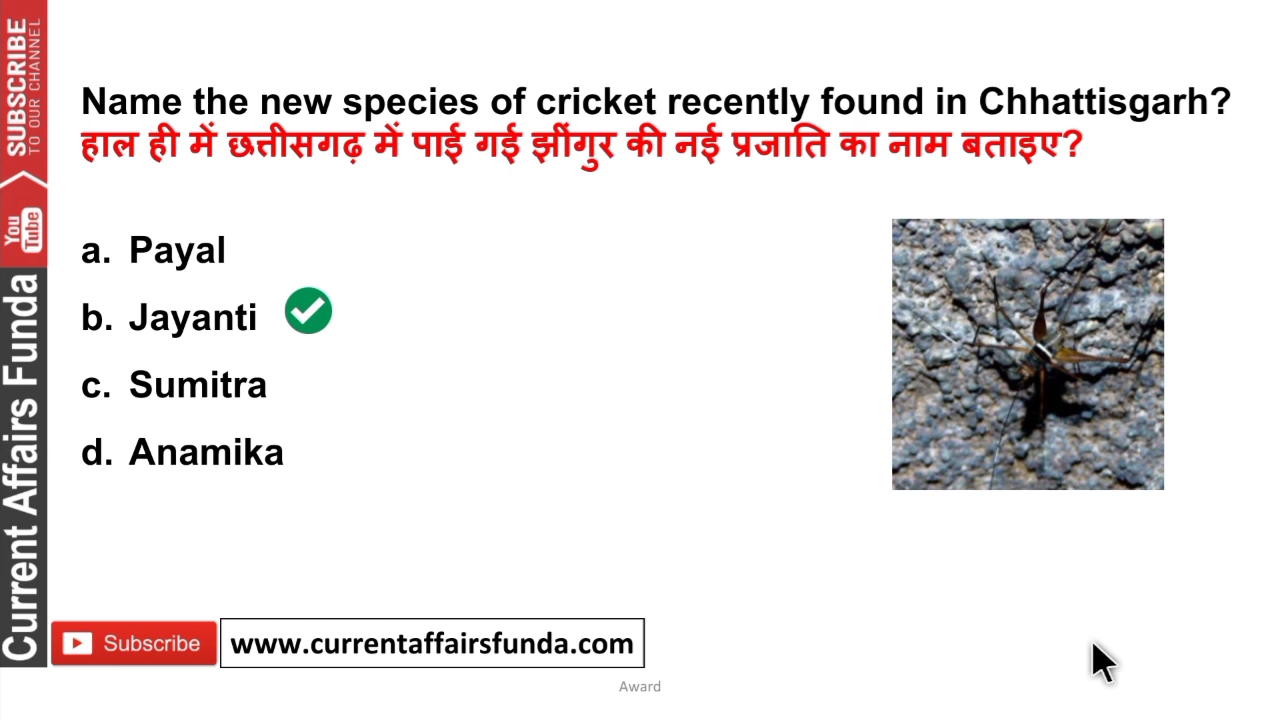 Name the new species of cricket recently found in Chhattisgarh?
हाल ही में छत्तीसगढ़ में पाई गई झींगुर की नई प्रजाति का नाम बताइए?
a. Payal
b. Jayanti
c. Sumitra
d. Anamika
SUBSCRIBE
TO OUR CHANNEL
You
Tube
Current Affairs Funda
Subscribe
www.currentaffairsfunda.com
Award